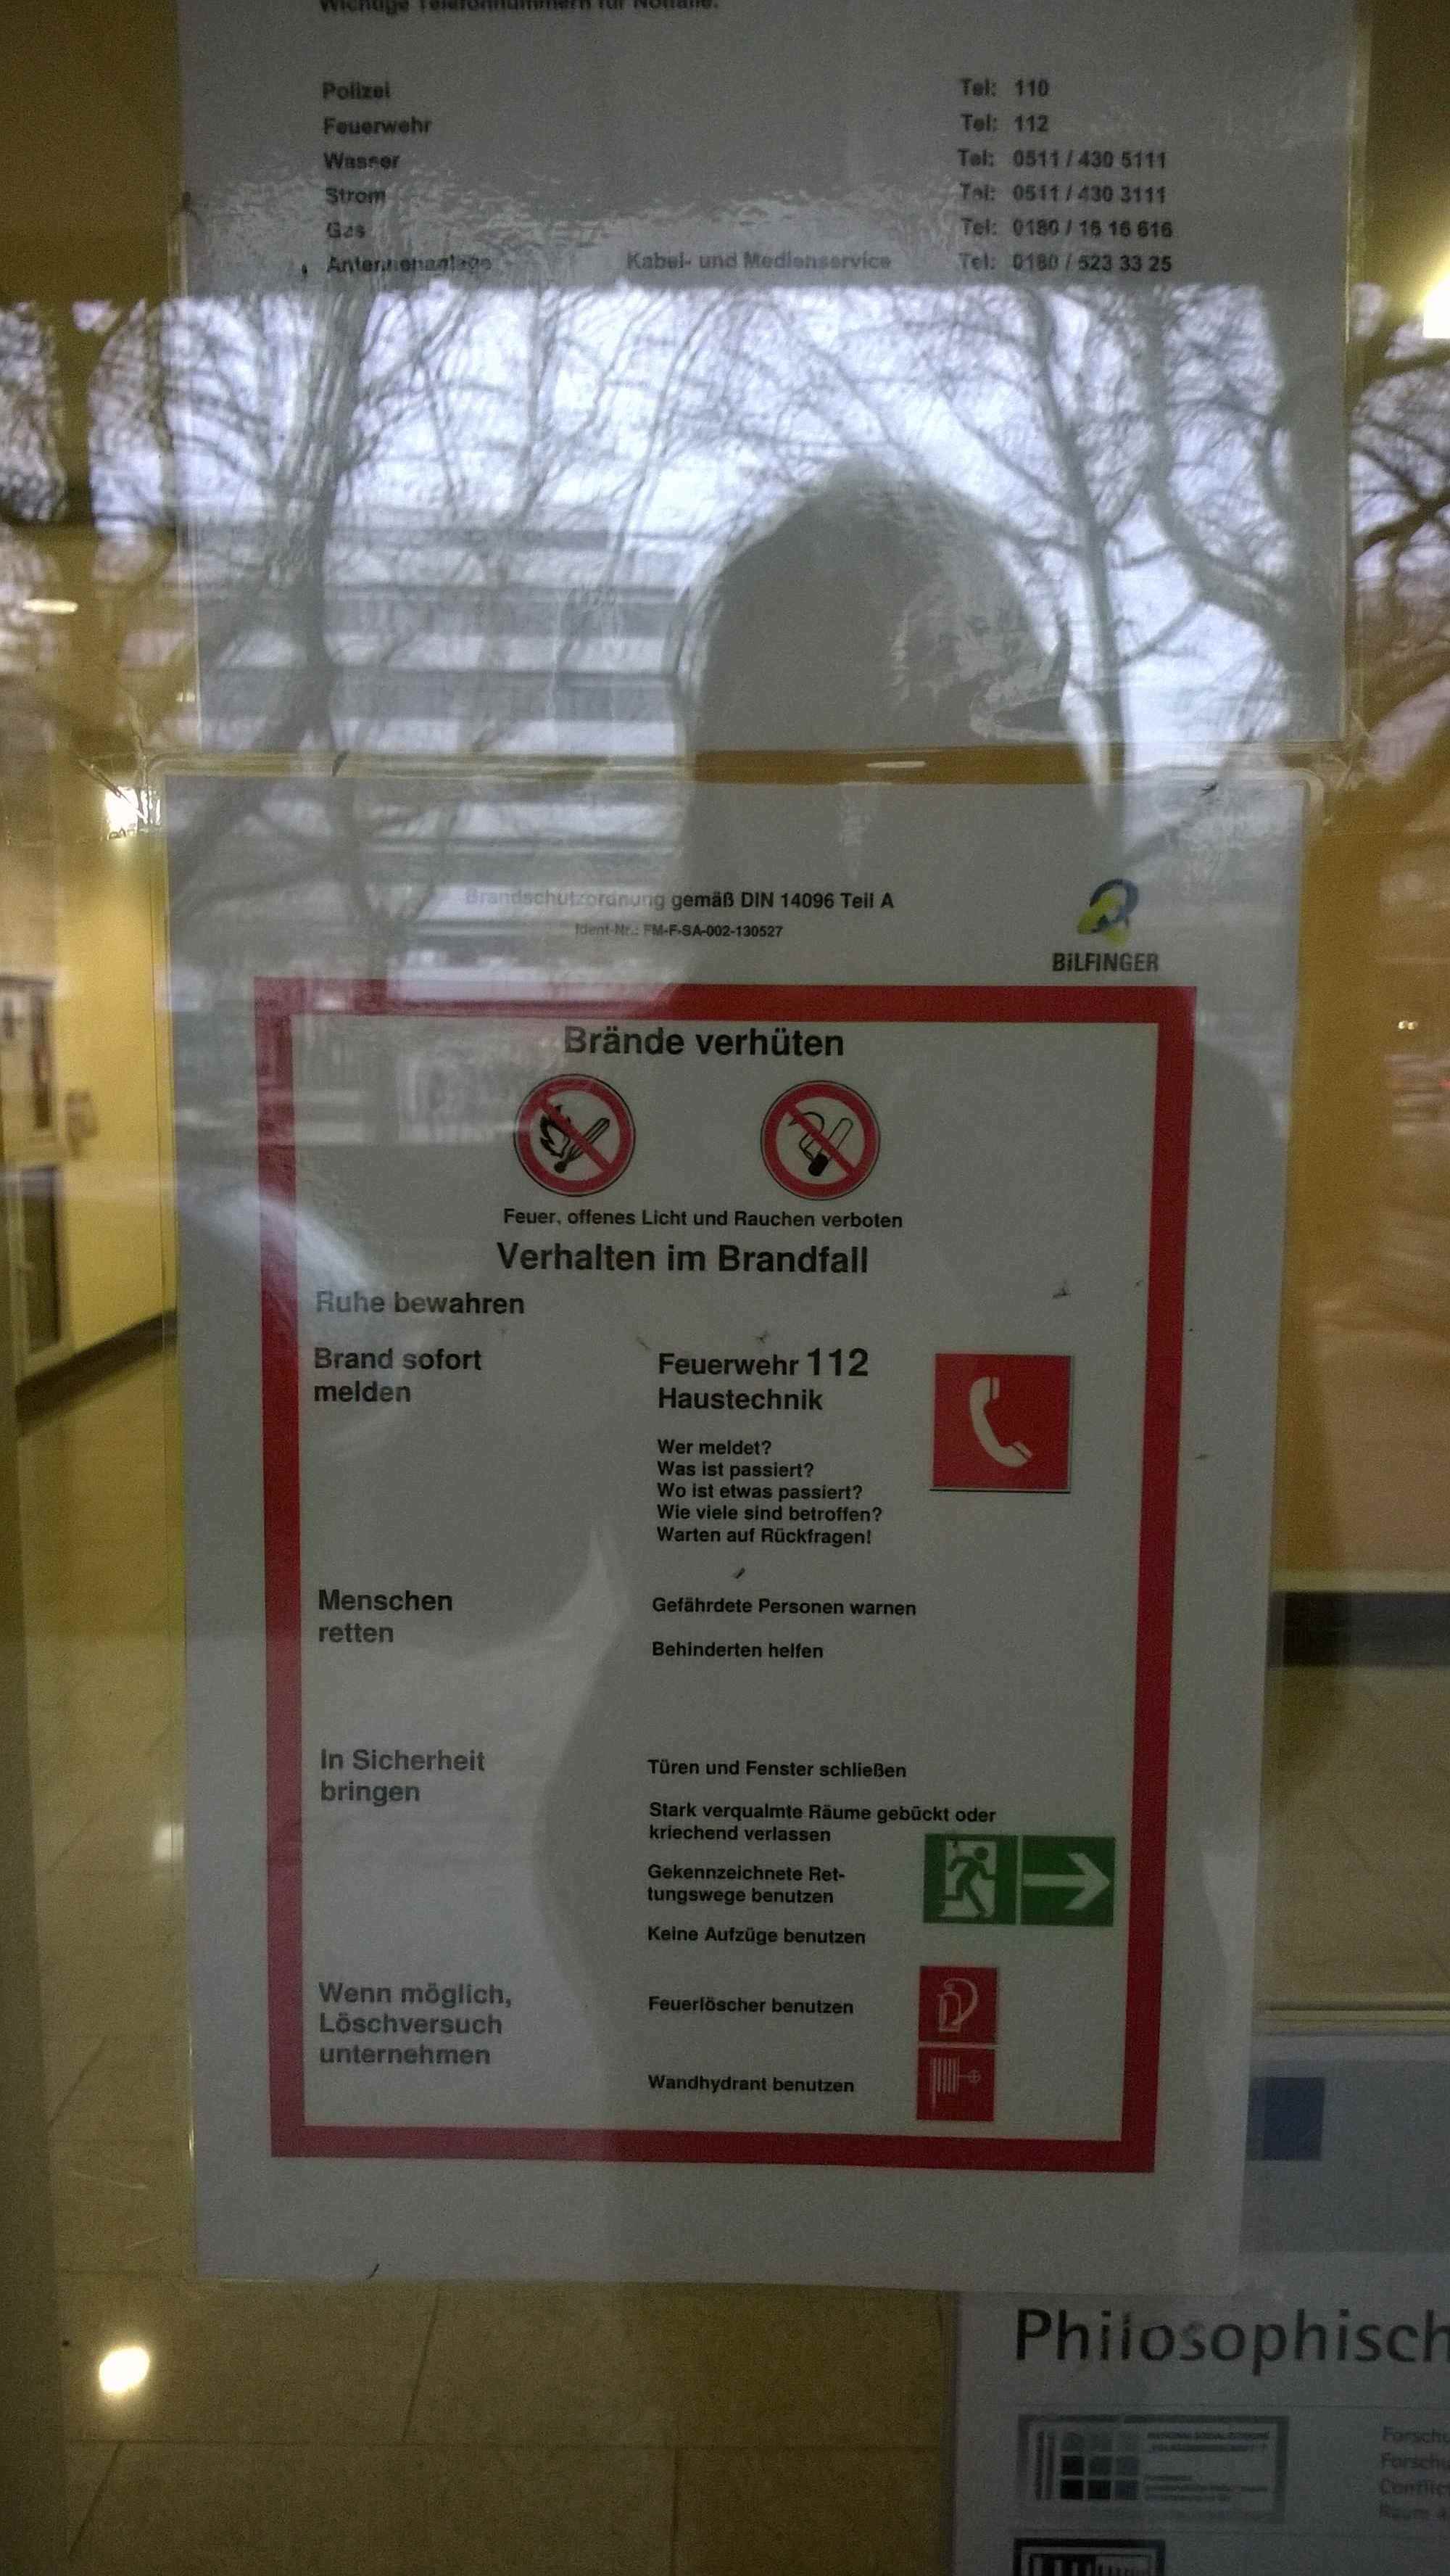 Wichtige Telefonnummern für Notfälle:
Polizei Tel: 110
Feuerwehr Tel: 112
Wasser Tel: 0511 / 430 5111
Strom Tel: 0511 / 430 3111
Gas Tel: 0180 / 16 16 616
Antennenanlage Kabel- und Medienservice Tel: 0180 / 523 33 25
Brandschutzordnung gemäß DIN 14096 Teil A
Ident-Nr.: FM-F-SA-002-130527
BILFINGER
Brände verhüten
Feuer, offenes Licht und Rauchen verboten
Verhalten im Brandfall
Ruhe bewahren
Brand sofort
melden
Feuerwehr 112
Haustechnik
Wer meldet?
Was ist passiert?
Wo ist etwas passiert?
Wie viele sind betroffen?
Warten auf Rückfragen!
Menschen
retten
Gefährdete Personen warnen
Behinderten helfen
In Sicherheit
bringen
Türen und Fenster schließen
Stark verqualmte Räume gebückt oder
kriechend verlassen
Gekennzeichnete Ret-
tungswege benutzen
Keine Aufzüge benutzen
Wenn möglich,
Löschversuch
unternehmen
Feuerlöscher benutzen
Wandhydrant benutzen
Philosophisch